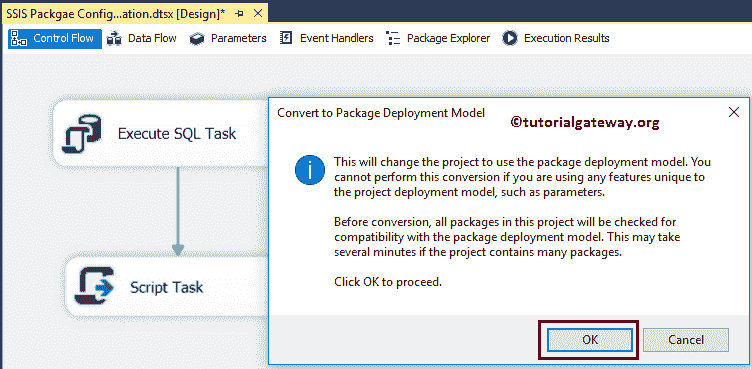 SSIS Packgae Config...ation.dtsx [Design]*
Control Flow
Data Flow
Parameters
Event Handlers
Package Explorer
Execution Results
Execute SQL Task
Script Task
Convert to Package Deployment Model
©tutorialgateway.org
This will change the project to use the package deployment model. You
cannot perform this conversion if you are using any features unique to
the project deployment model, such as parameters.
Before conversion, all packages in this project will be checked for
compatibility with the package deployment model. This may take
several minutes if the project contains many packages.
Click OK to proceed.
OK
Cancel